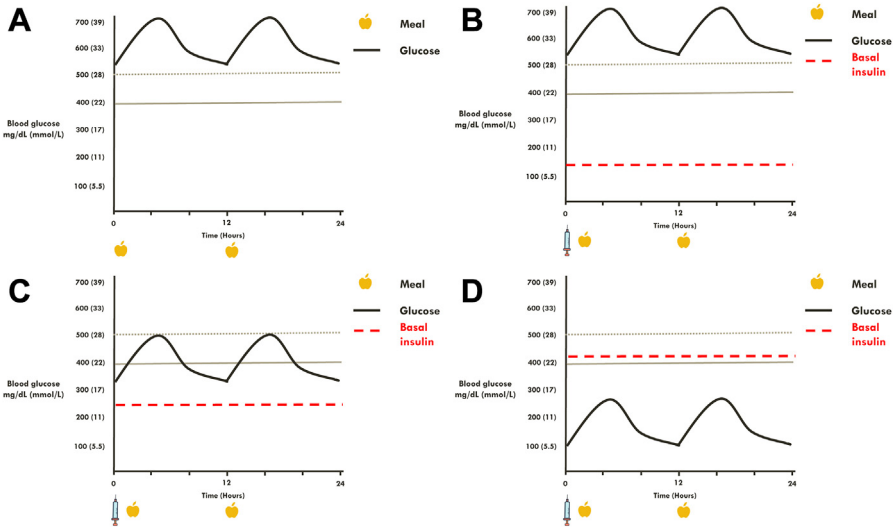 A
700 (39)
600 (33)
500 (28)
400 (22)
300 (17)
200 (11)
100 (5.5)
Blood glucose
mg/dL (mmol/L)
0
12
24
Time (Hours)
Meal
Glucose
B
700 (39)
600 (33)
500 (28)
400 (22)
300 (17)
200 (11)
100 (5.5)
Blood glucose
mg/dL (mmol/L)
0
12
24
Time (Hours)
Meal
Glucose
Basal
insulin
C
700 (39)
600 (33)
500 (28)
400 (22)
300 (17)
200 (11)
100 (5.5)
Blood glucose
mg/dL (mmol/L)
0
12
24
Time (Hours)
Meal
Glucose
Basal
insulin
D
700 (39)
600 (33)
500 (28)
400 (22)
300 (17)
200 (11)
100 (5.5)
Blood glucose
mg/dL (mmol/L)
0
12
24
Time (Hours)
Meal
Glucose
Basal
insulin